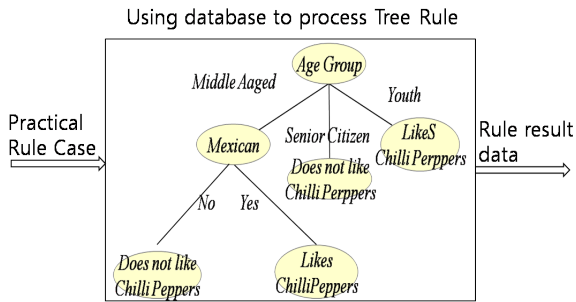 Using database to process Tree Rule
Age Group
Middle Aaged
Youth
Practical
Rule Case
Mexican
Senior Citizen
LikeS
Chilli Perppers
Rule result
data
Does not like
Chilli Perppers
No
Yes
Does not like
Chilli Peppers
Likes
ChilliPeppers